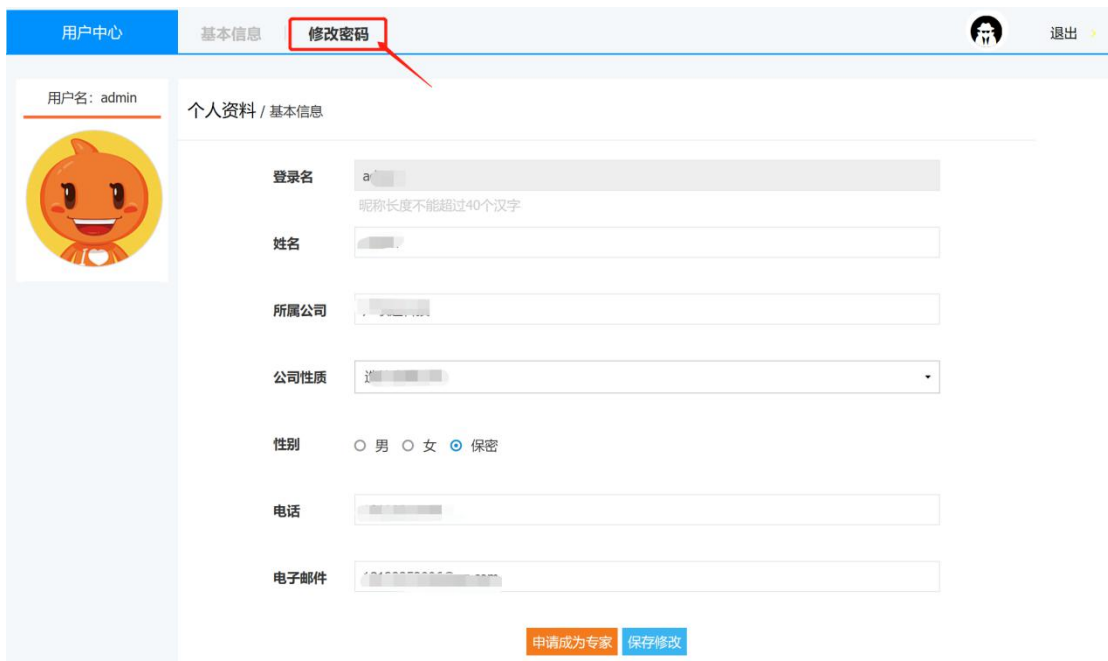 用户中心 基本信息 修改密码 退出
用户名：admin
个人资料 / 基本信息
登录名
昵称长度不能超过40个汉字
姓名
所属公司
公司性质
性别 男 女 保密
电话
电子邮件
申请成为专家 保存修改